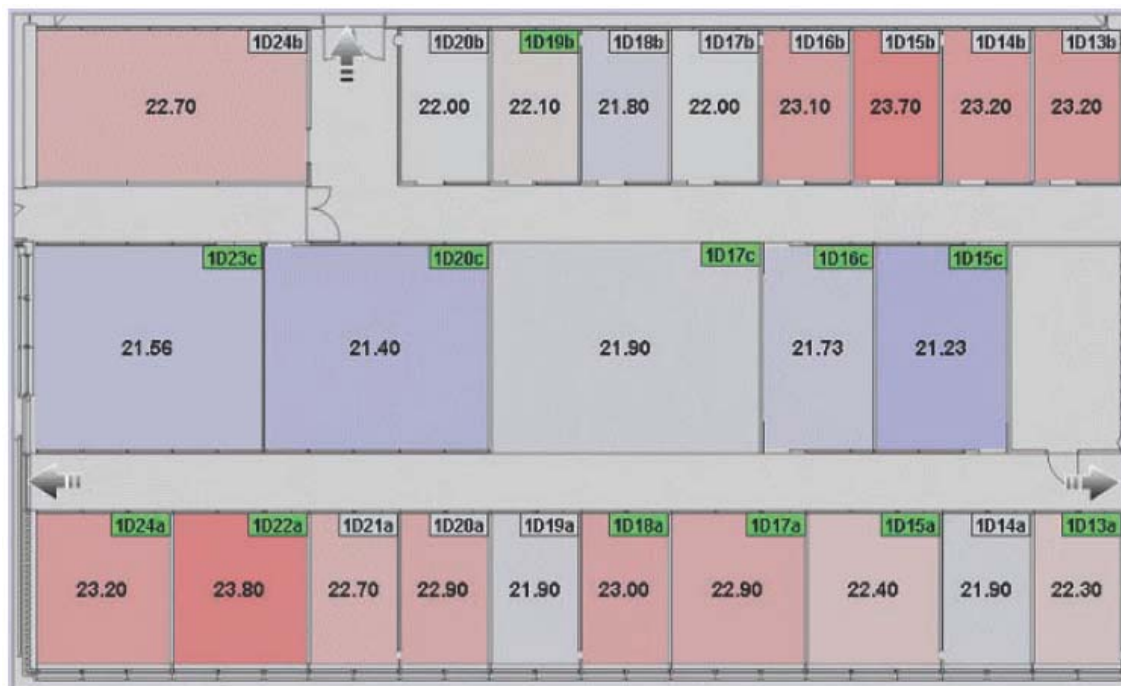 1D24b 1D20b 1D19b 1D18b 1D17b 1D16b 1D15b 1D14b 1D13b
22.70 22.00 22.10 21.80 22.00 23.10 23.70 23.20 23.20
1D23c 1D20c 1D17c 1D16c 1D15c
21.56 21.40 21.90 21.73 21.23
1D24a 1D22a 1D21a 1D20a 1D19a 1D18a 1D17a 1D15a 1D14a 1D13a
23.20 23.80 22.70 22.90 21.90 23.00 22.90 22.40 21.90 22.30